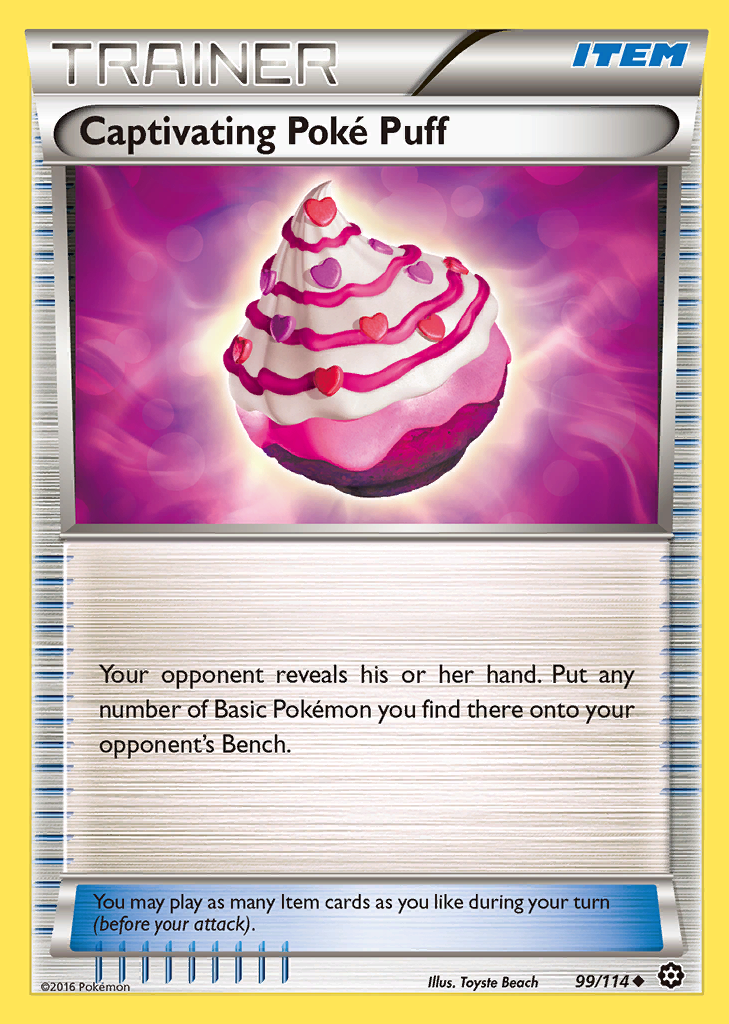 TRAINER
ITEM
Captivating Poké Puff
Your opponent reveals his or her hand. Put any
number of Basic Pokémon you find there onto your
opponent's Bench.
You may play as many Item cards as you like during your turn
(before your attack).
©2016 Pokémon
Illus. Toyste Beach
99/114